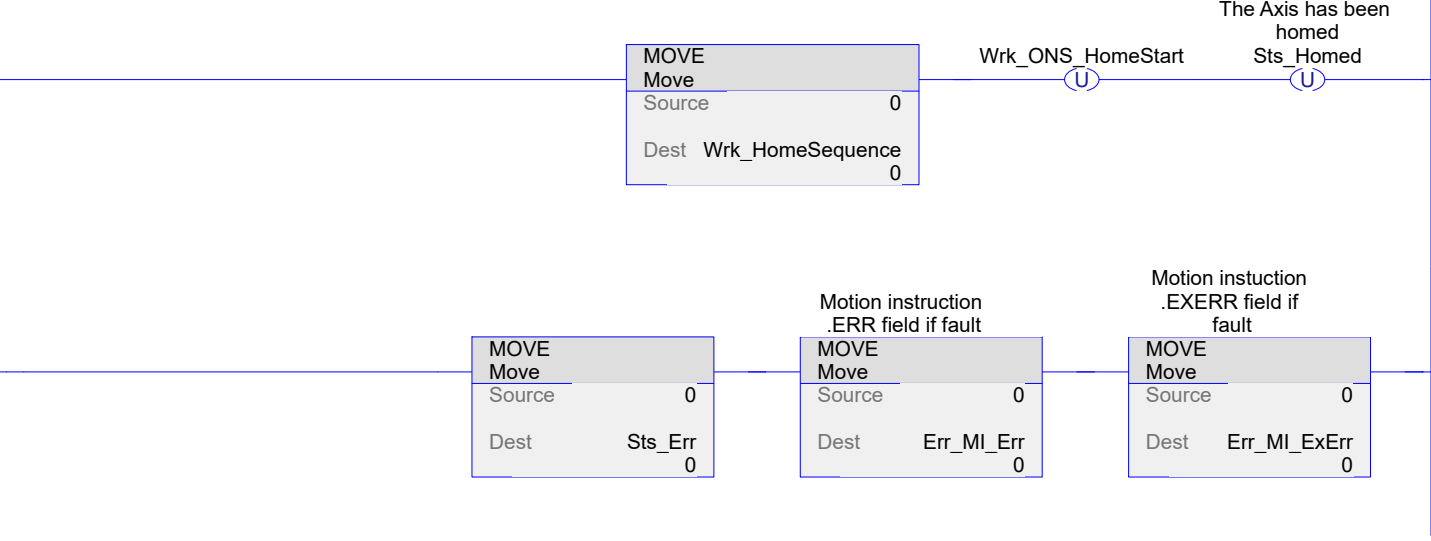 The Axis has been
homed
Wrk_ONS_HomeStart Sts_Homed
MOVE
Move
U U
Source 0
Dest Wrk_HomeSequence
0
Motion instruction
.ERR field if fault
Motion instuction
.EXERR field if
fault
MOVE
Move
Source 0
Dest Sts_Err
0
MOVE
Move
Source 0
Dest Err_MI_Err
0
MOVE
Move
Source 0
Dest Err_MI_ExErr
0